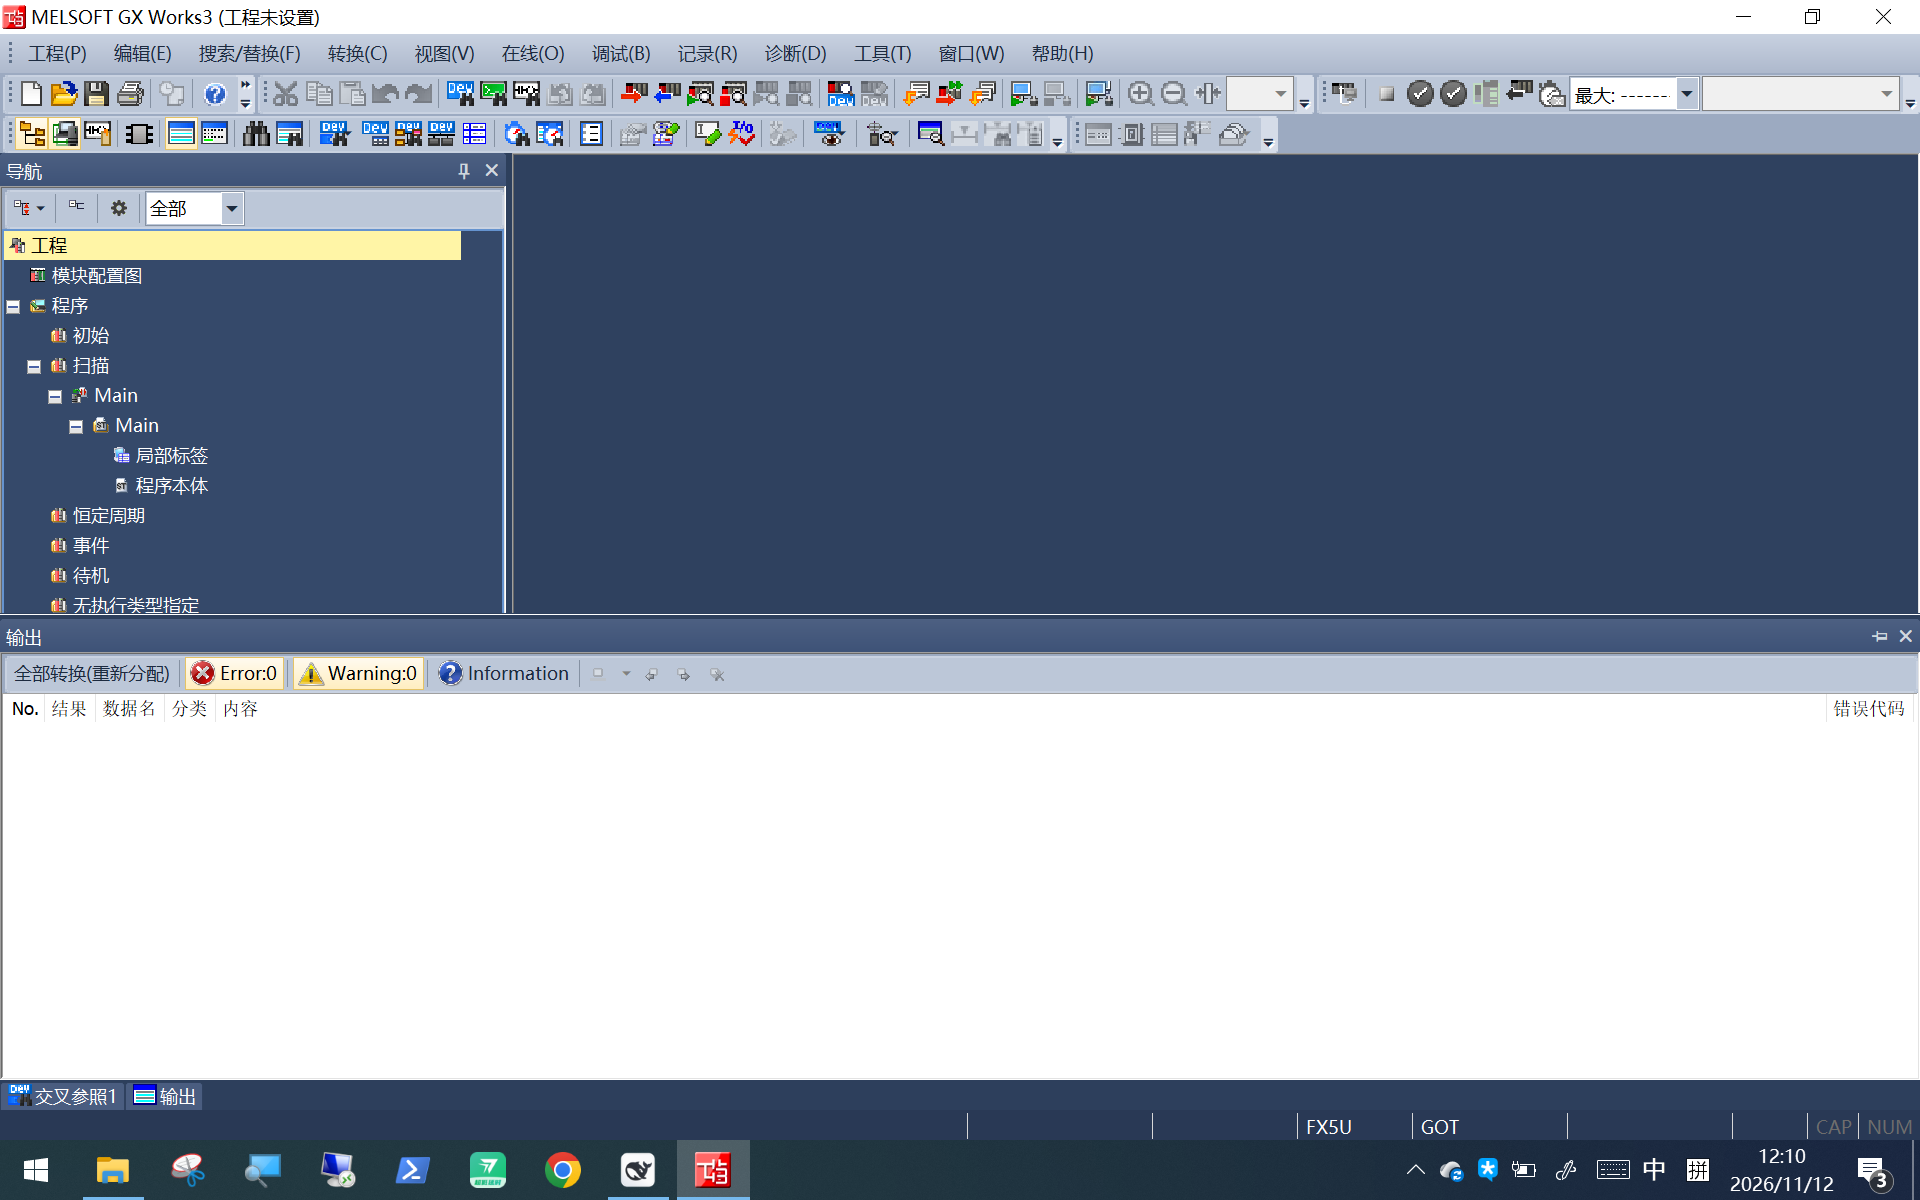 MELSOFT GX Works3 (工程未设置)
工程(P) 编辑(E) 搜索/替换(F) 转换(C) 视图(V) 在线(O) 调试(B) 记录(R) 诊断(D) 工具(T) 窗口(W) 帮助(H)
最大: -------
导航
全部
工程
模块配置图
程序
初始
扫描
Main
Main
局部标签
程序本体
恒定周期
事件
待机
无执行类型指定
输出
全部转换(重新分配) Error:0 Warning:0 Information
No. 结果 数据名 分类 内容 错误代码
交叉参照1 输出
FX5U GOT CAP NUM
中 拼 12:10
2026/11/12 3